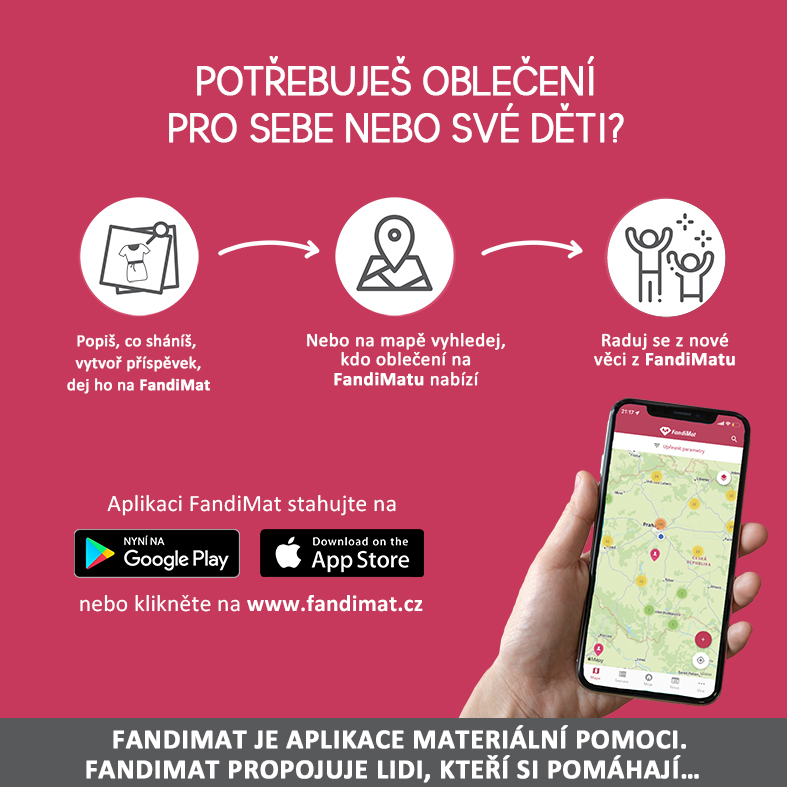 POTŘEBUJEŠ OBLEČENÍ
PRO SEBE NEBO SVÉ DĚTI?
Popiš, co sháníš,
vytvoř příspěvek,
dej ho na FandiMat
Nebo na mapě vyhledej,
kdo oblečení na
FandiMatu nabízí
Raduj se z nové
věci z FandiMatu
21:17
FandiMat
Upřesnit parametry
Praha
ČESKÁ
REPUBLIKA
Mapy
Mapa
Aplikaci FandiMat stahujte na
NYNÍ NA
Google Play
Download on the
App Store
nebo klikněte na www.fandimat.cz
FANDIMAT JE APLIKACE MATERIÁLNÍ POMOCI.
FANDIMAT PROPOJUJE LIDI, KTEŘÍ SI POMÁHAJÍ...